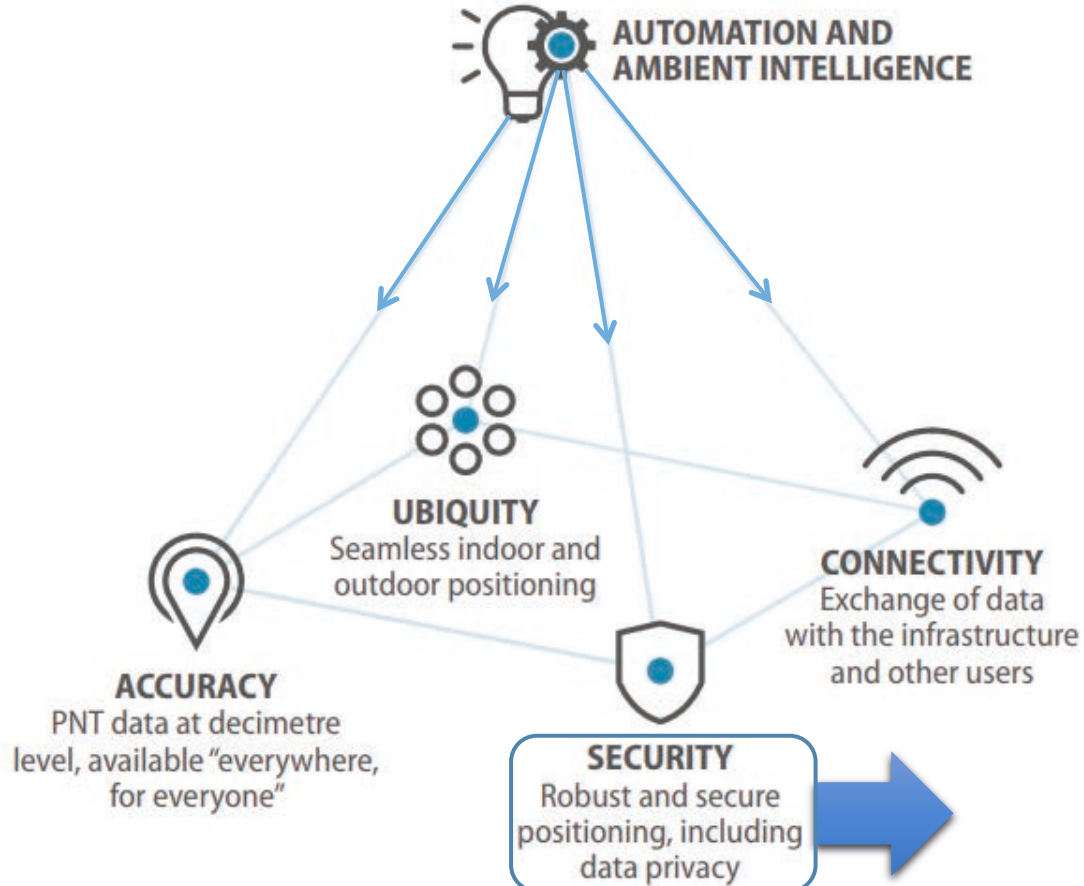 AUTOMATION AND
AMBIENT INTELLIGENCE
UBIQUITY
Seamless indoor and
outdoor positioning
CONNECTIVITY
Exchange of data
with the infrastructure
and other users
ACCURACY
PNT data at decimetre
level, available “everywhere,
for everyone”
SECURITY
Robust and secure
positioning, including
data privacy